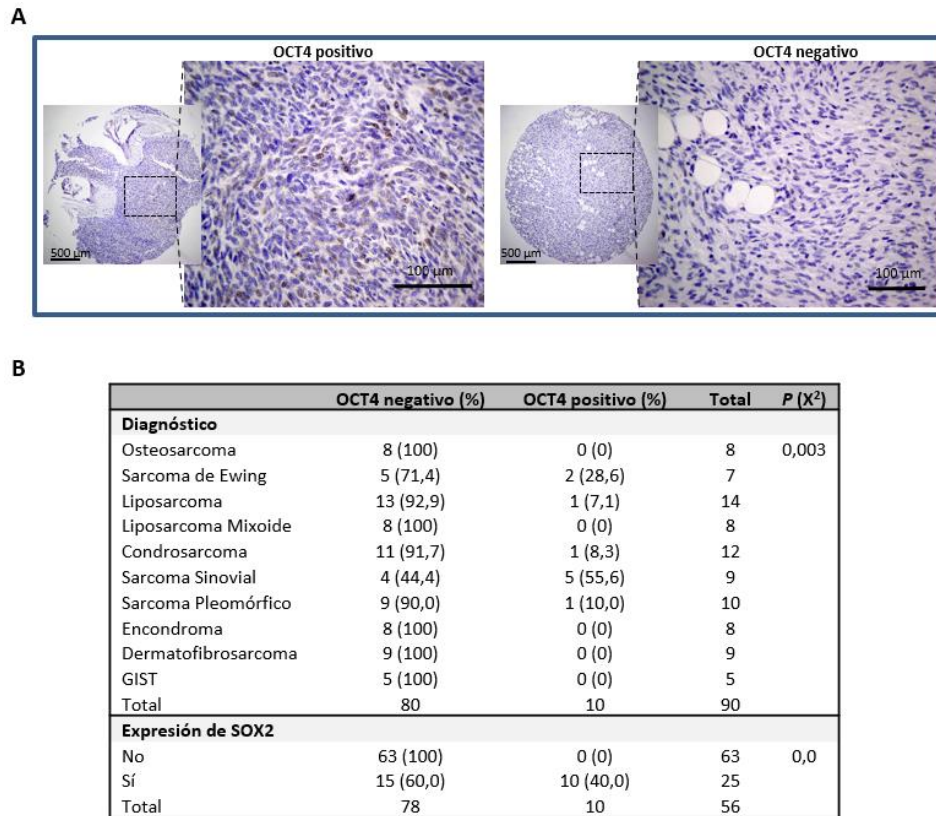 A
OCT4 positivo
OCT4 negativo
500 µm
100 µm
500 µm
100 µm
B
OCT4 negativo (%) OCT4 positivo (%) Total P (X²)
Diagnóstico
Osteosarcoma 8 (100) 0 (0) 8 0,003
Sarcoma de Ewing 5 (71,4) 2 (28,6) 7
Liposarcoma 13 (92,9) 1 (7,1) 14
Liposarcoma Mixoide 8 (100) 0 (0) 8
Condrosarcoma 11 (91,7) 1 (8,3) 12
Sarcoma Sinovial 4 (44,4) 5 (55,6) 9
Sarcoma Pleomórfico 9 (90,0) 1 (10,0) 10
Encondroma 8 (100) 0 (0) 8
Dermatofibrosarcoma 9 (100) 0 (0) 9
GIST 5 (100) 0 (0) 5
Total 80 10 90
Expresión de SOX2
No 63 (100) 0 (0) 63 0,0
Sí 15 (60,0) 10 (40,0) 25
Total 78 10 56